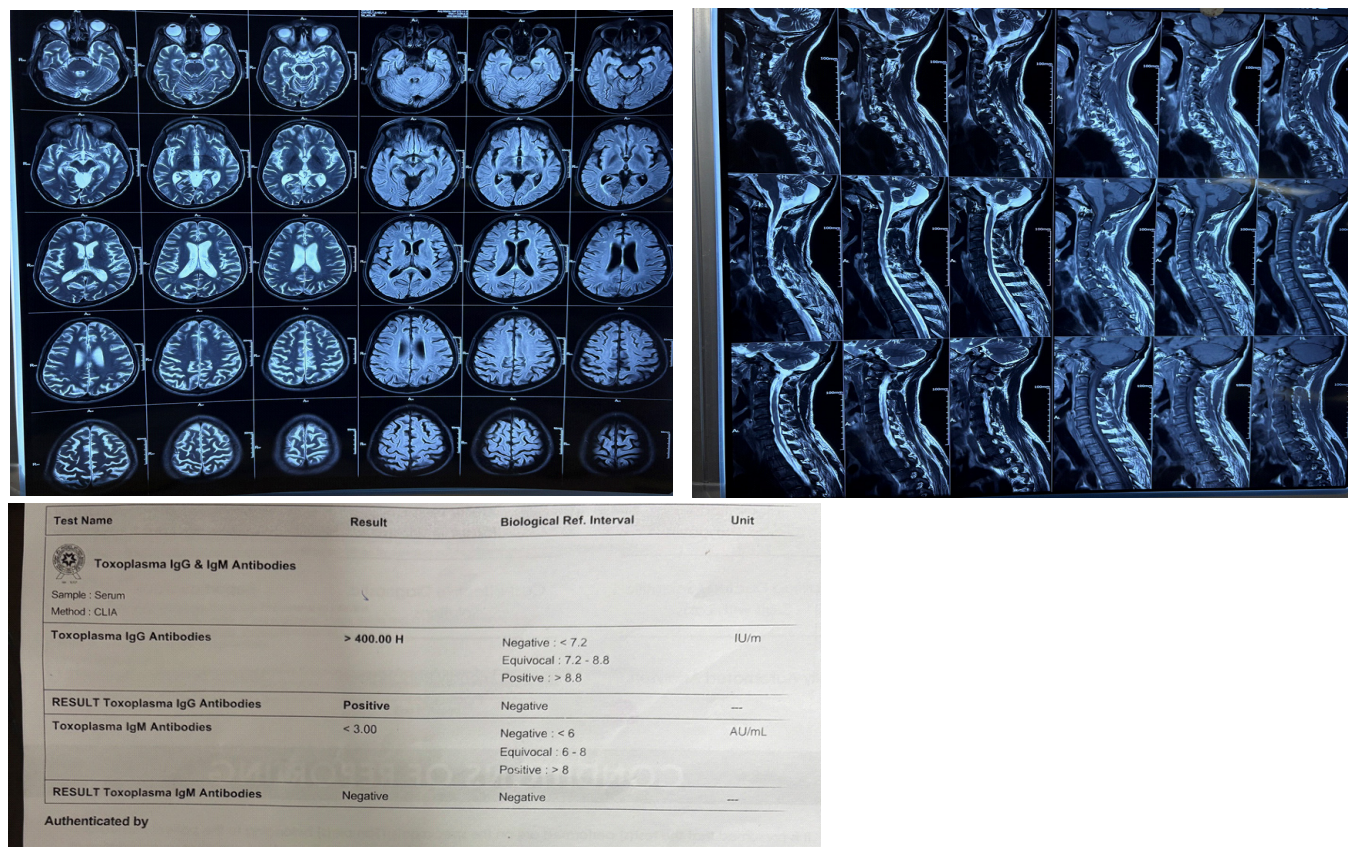 Test Name Result Biological Ref. Interval Unit
Toxoplasma IgG & IgM Antibodies
Sample : Serum
Method : CLIA
Toxoplasma IgG Antibodies > 400.00 H Negative : < 7.2 IU/m
Equivocal : 7.2 - 8.8
Positive : > 8.8
RESULT Toxoplasma IgG Antibodies Positive Negative ---
Toxoplasma IgM Antibodies < 3.00 Negative : < 6 AU/mL
Equivocal : 6 - 8
Positive : > 8
RESULT Toxoplasma IgM Antibodies Negative Negative ---
Authenticated by